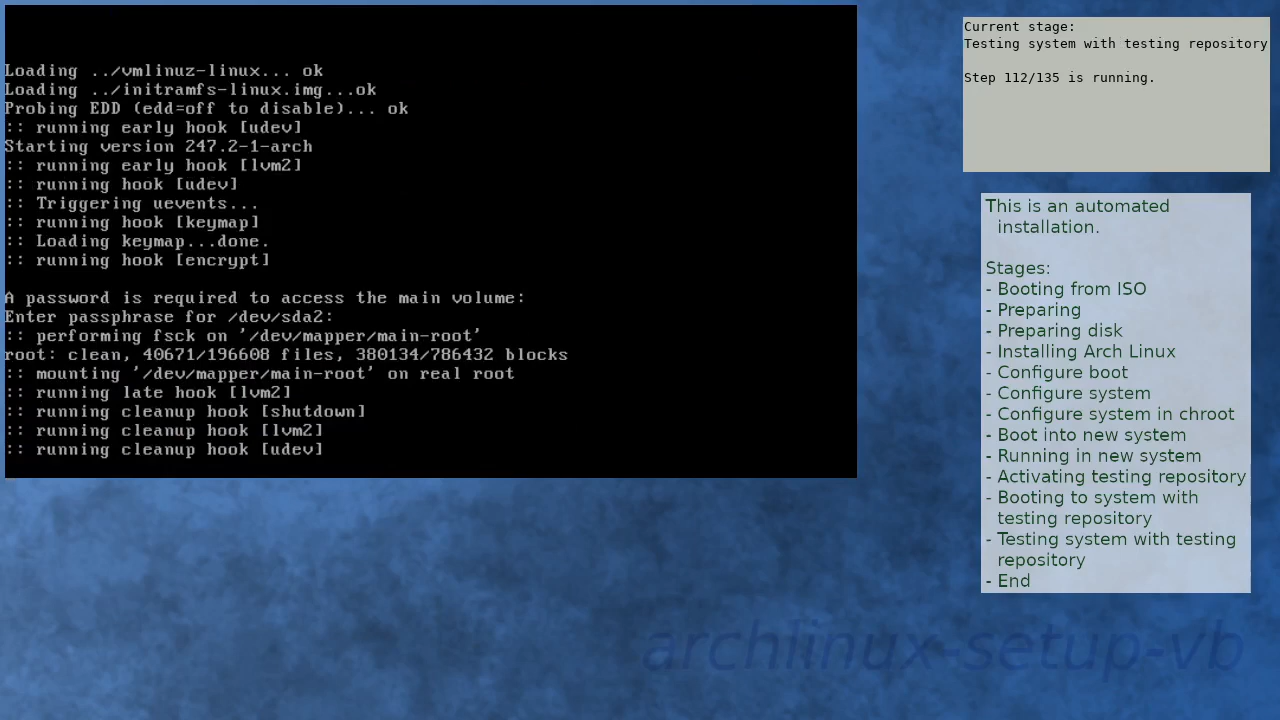 Loading ../vmlinuz-linux... ok
Loading ../initramfs-linux.img...ok
Probing EDD (edd=off to disable)... ok
:: running early hook [udev]
Starting version 247.2-1-arch
:: running early hook [lvm2]
:: running hook [udev]
:: Triggering uevents...
:: running hook [keymap]
:: Loading keymap...done.
:: running hook [encrypt]
A password is required to access the main volume:
Enter passphrase for /dev/sda2:
:: performing fsck on '/dev/mapper/main-root'
root: clean, 40671/196608 files, 380134/786432 blocks
:: mounting '/dev/mapper/main-root' on real root
:: running late hook [lvm2]
:: running cleanup hook [shutdown]
:: running cleanup hook [lvm2]
:: running cleanup hook [udev]
Current stage:
Testing system with testing repository
Step 112/135 is running.
This is an automated
installation.
Stages:
- Booting from ISO
- Preparing
- Preparing disk
- Installing Arch Linux
- Configure boot
- Configure system
- Configure system in chroot
- Boot into new system
- Running in new system
- Activating testing repository
- Booting to system with
testing repository
- Testing system with testing
repository
- End
archlinux-setup-vb